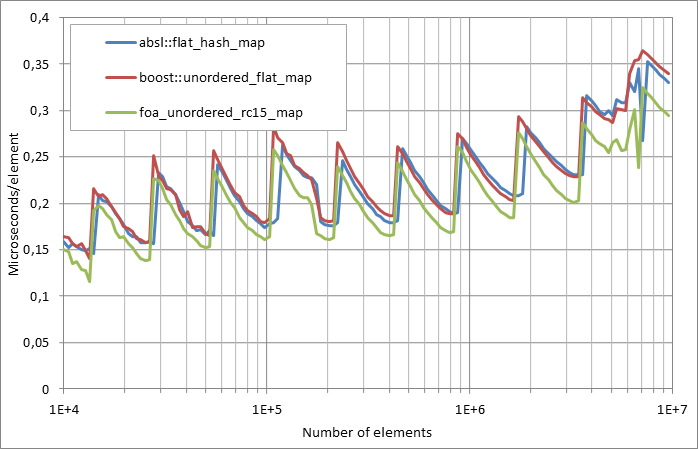 0,4
0,35
0,3
0,25
0,2
0,15
0,1
0,05
0
Microseconds/element
absl::flat_hash_map
boost::unordered_flat_map
foa_unordered_rc15_map
1E+4 1E+5 1E+6 1E+7
Number of elements